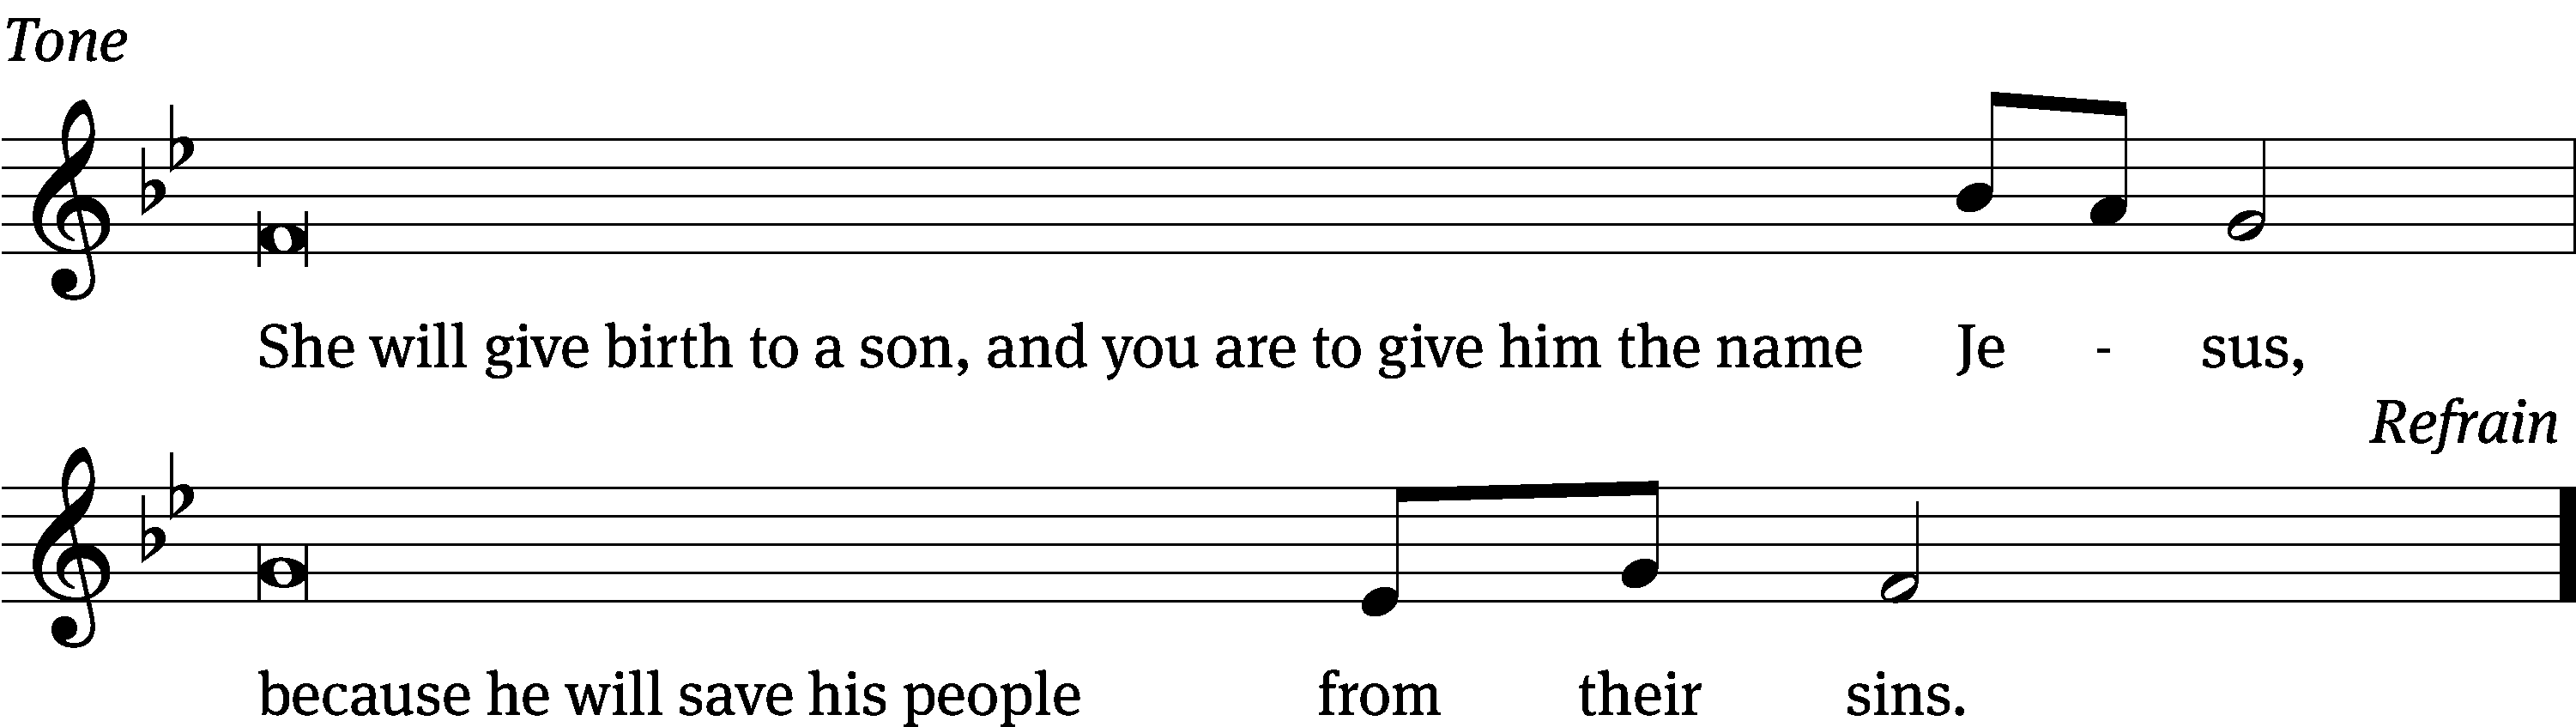 Tone
She will give birth to a son, and you are to give him the name Je - sus,
Refrain
because he will save his people from their sins.